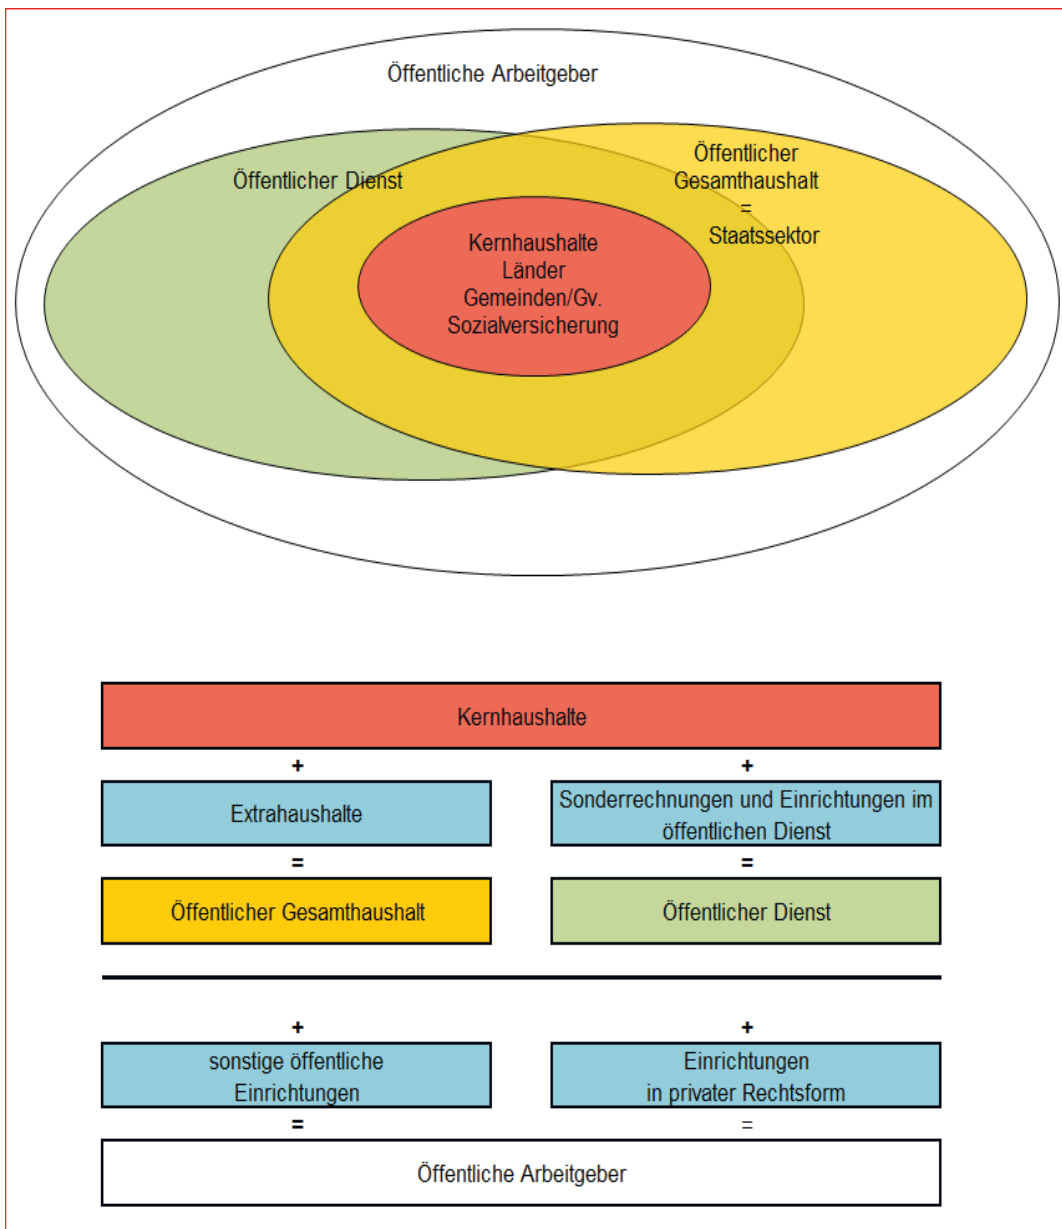 Öffentliche Arbeitgeber
Öffentlicher Dienst
Öffentlicher
Gesamthaushalt
=
Staatssektor
Kernhaushalte
Länder
Gemeinden/Gv.
Sozialversicherung
Kernhaushalte
+
+
Extrahaushalte
Sonderrechnungen und Einrichtungen im
öffentlichen Dienst
=
=
Öffentlicher Gesamthaushalt
Öffentlicher Dienst
+
+
sonstige öffentliche
Einrichtungen
Einrichtungen
in privater Rechtsform
=
=
Öffentliche Arbeitgeber